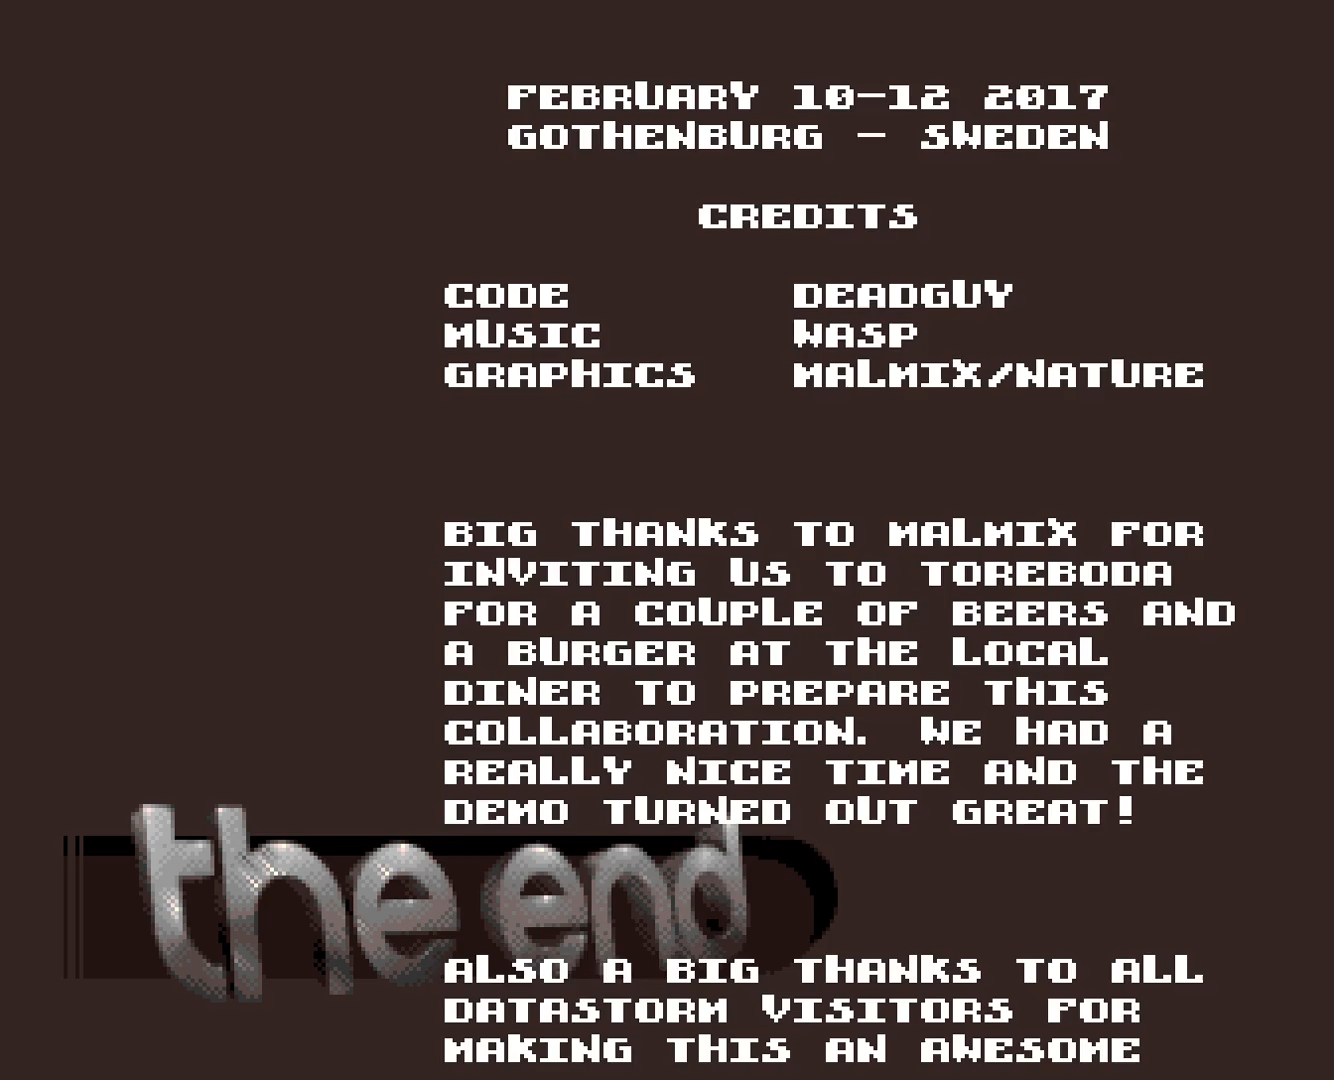 FEBRUARY 10-12 2017
GOTHENBURG - SWEDEN
CREDITS
CODE DEADGUY
MUSIC WASP
GRAPHICS MALMIX/NATURE
BIG THANKS TO MALMIX FOR
INVITING US TO TOREBODA
FOR A COUPLE OF BEERS AND
A BURGER AT THE LOCAL
DINER TO PREPARE THIS
COLLABORATION. WE HAD A
REALLY NICE TIME AND THE
DEMO TURNED OUT GREAT!
the end
ALSO A BIG THANKS TO ALL
DATASTORM VISITORS FOR
MAKING THIS AN AWESOME